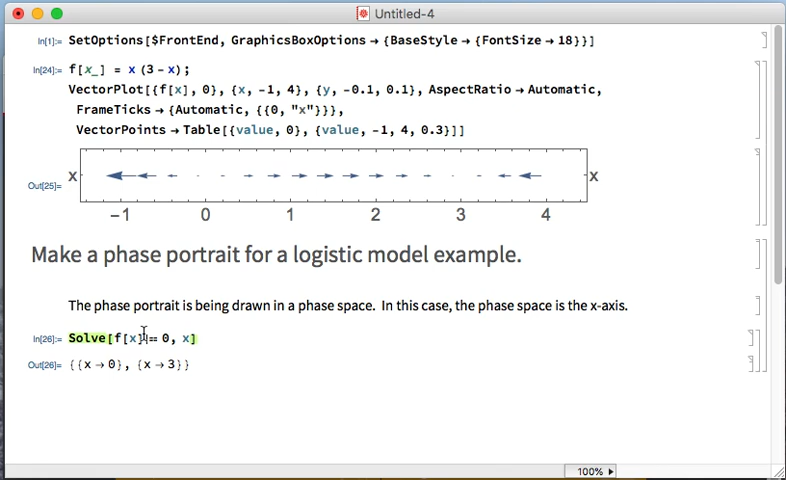 Untitled-4
In[1]:= SetOptions[$FrontEnd, GraphicsBoxOptions → {BaseStyle → {FontSize → 18}}]
In[24]:= f[x_] = x (3 - x);
VectorPlot[{f[x], 0}, {x, -1, 4}, {y, -0.1, 0.1}, AspectRatio → Automatic,
FrameTicks → {Automatic, {{0, "x"}}},
VectorPoints → Table[{value, 0}, {value, -1, 4, 0.3}]]
Out[25]= x x
-1 0 1 2 3 4
Make a phase portrait for a logistic model example.
The phase portrait is being drawn in a phase space. In this case, the phase space is the x-axis.
In[26]:= Solve[f[x] == 0, x]
Out[26]= {{x → 0}, {x → 3}}
100%